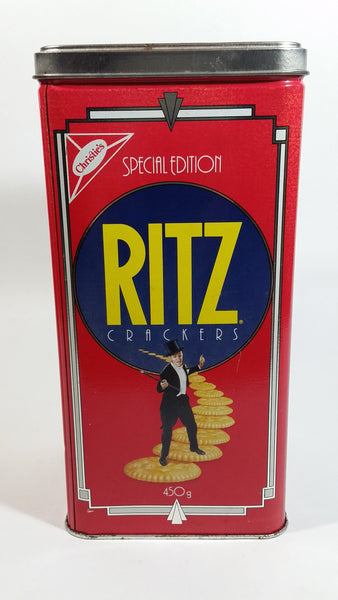 Christie's
SPECIAL EDITION
RITZ®
CRACKERS
450g